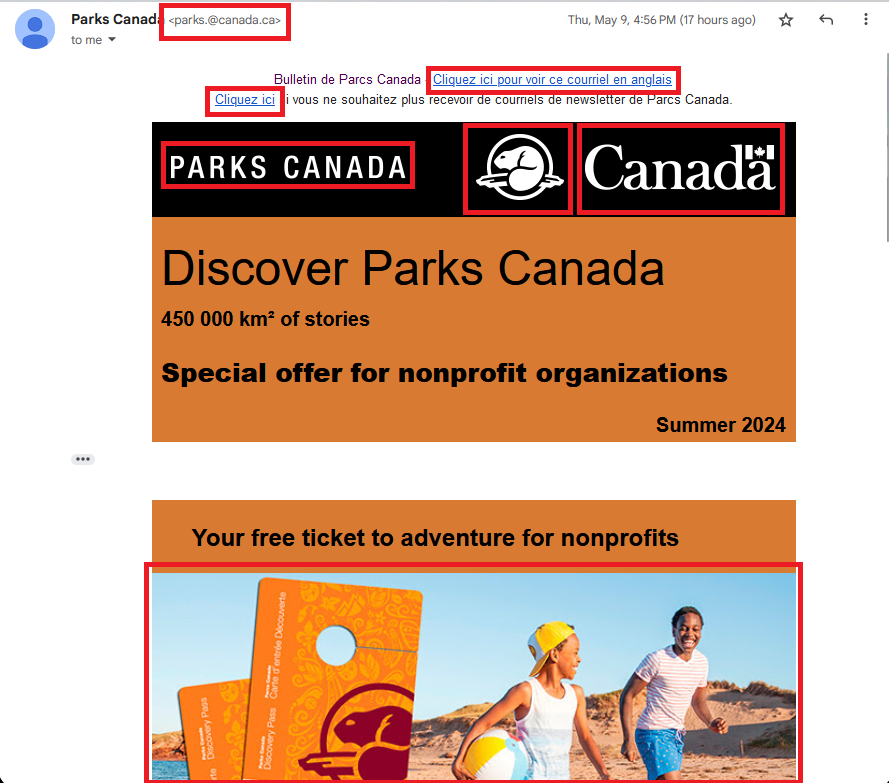 Parks Canada <parks.@canada.ca>
Thu, May 9, 4:56 PM (17 hours ago)
to me
Bulletin de Parcs Canada - Cliquez ici pour voir ce courriel en anglais
Cliquez ici si vous ne souhaitez plus recevoir de courriels de newsletter de Parcs Canada.
PARKS CANADA
Canada
Discover Parks Canada
450 000 km² of stories
Special offer for nonprofit organizations
Summer 2024
Your free ticket to adventure for nonprofits
Parks Canada
Discovery Pass
Parcs Canada
Carte d'entrée Découverte
Parks Canada
Discovery Pass